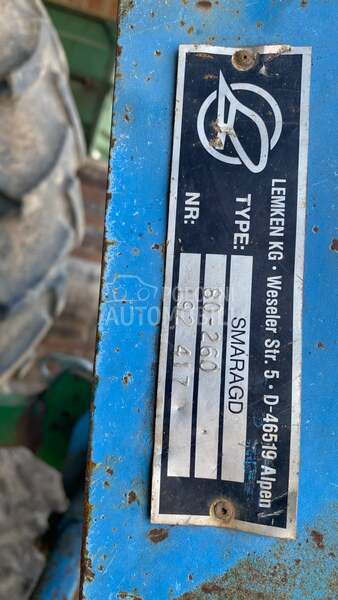 LEMKEN KG · Weseler Str. 5 · D-46519 Alpen
TYPE: SMARAGD
80-260
NR: 92 417